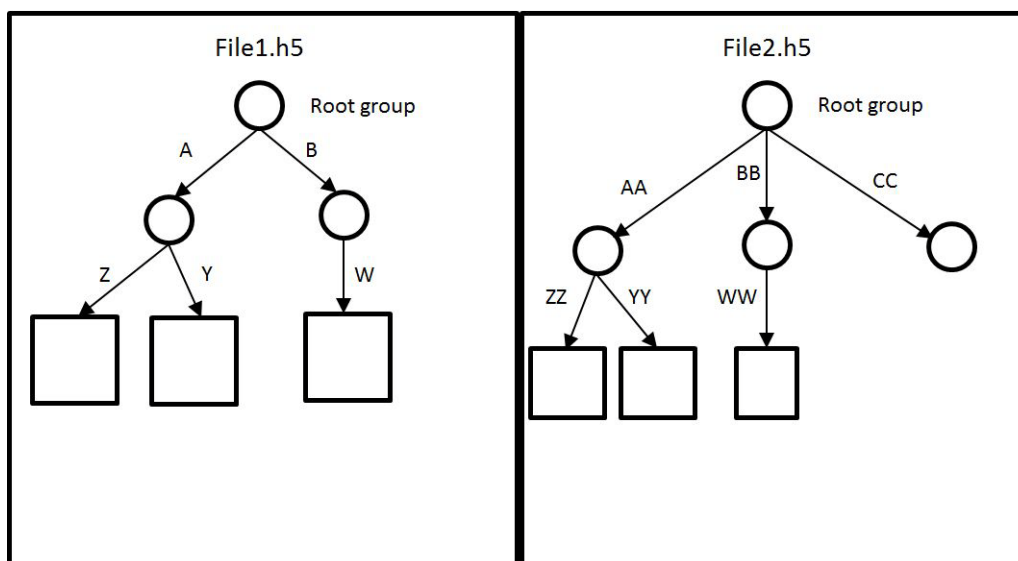 File1.h5
Root group
A
B
Z
Y
W
File2.h5
Root group
AA
BB
CC
ZZ
YY
WW